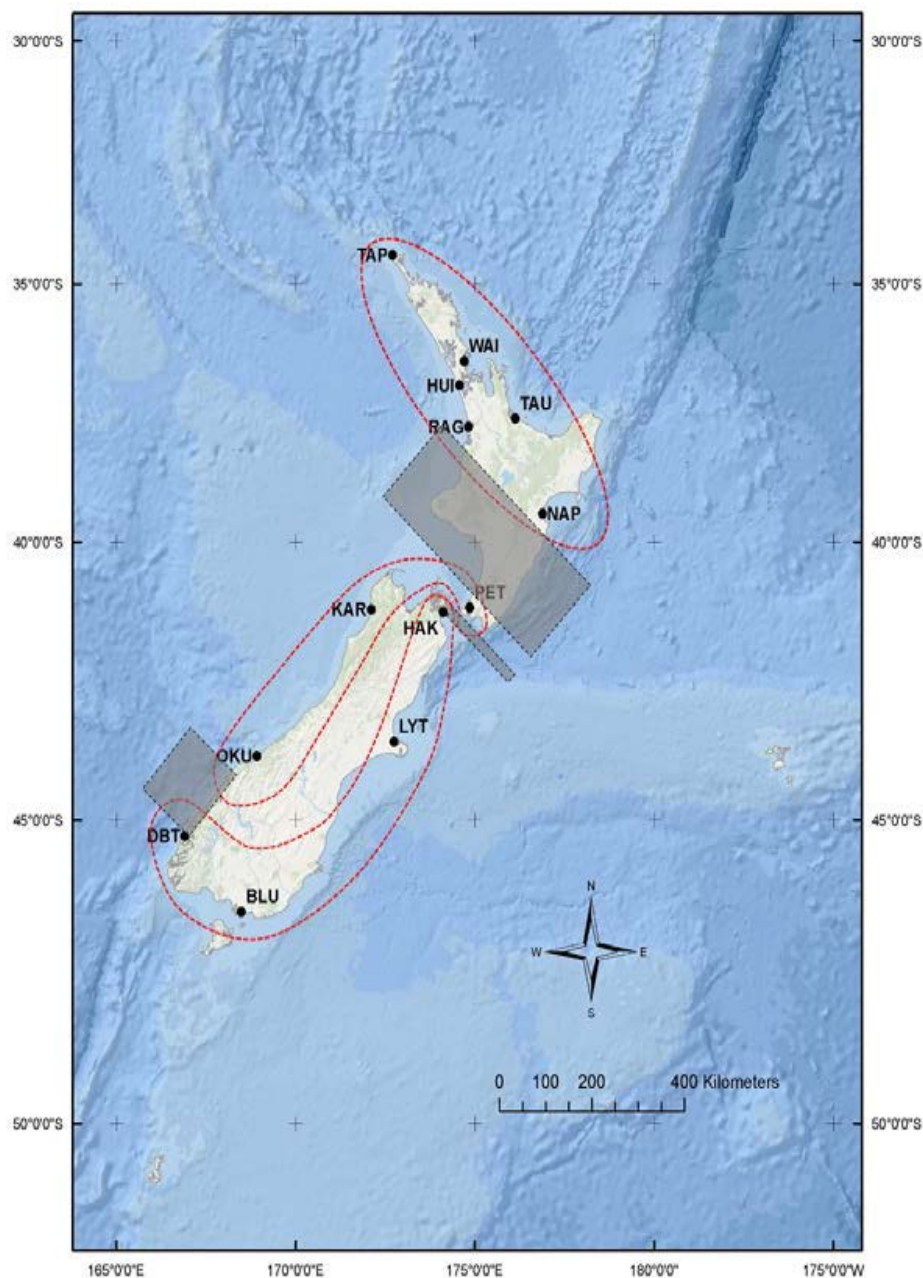 30°0'0"S
30°0'0"S
TAP
35°0'0"S
35°0'0"S
WAI
HUI
TAU
RAG
NAP
40°0'0"S
40°0'0"S
PET
KAR
HAK
LYT
OKU
45°0'0"S
45°0'0"S
DBT
BLU
N
W
E
S
0 100 200 400 Kilometers
50°0'0"S
50°0'0"S
165°0'0"E
170°0'0"E
175°0'0"E
180°0'0"
175°0'0"W